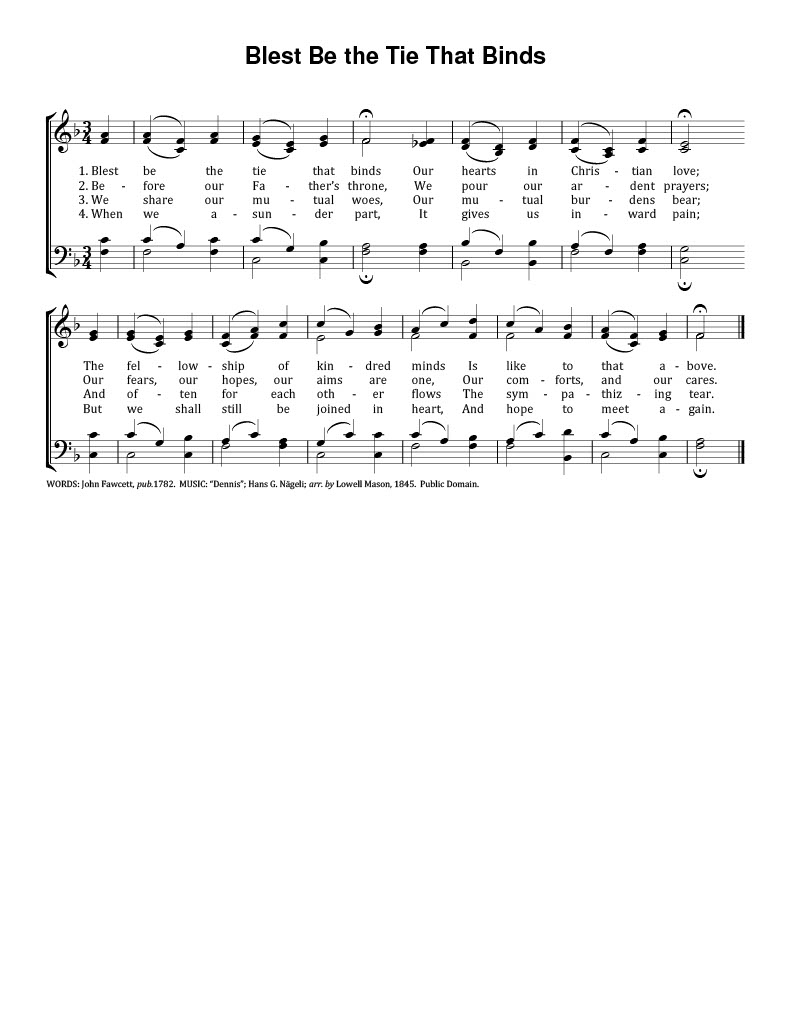 Blest Be the Tie That Binds
3 4
1. Blest be the tie that binds Our hearts in Chris - tian love;
2. Be - fore our Fa - ther's throne, We pour our ar - dent prayers;
3. We share our mu - tual woes, Our mu - tual bur - dens bear;
4. When we a - sun - der part, It gives us in - ward pain;
3 4
The fel - low - ship of kin - dred minds Is like to that a - bove.
Our fears, our hopes, our aims are one, Our com - forts, and our cares.
And of - ten for each oth - er flows The sym - pa - thiz - ing tear.
But we shall still be joined in heart, And hope to meet a - gain.
WORDS: John Fawcett, pub.1782. MUSIC: "Dennis"; Hans G. Nägeli; arr. by Lowell Mason, 1845. Public Domain.